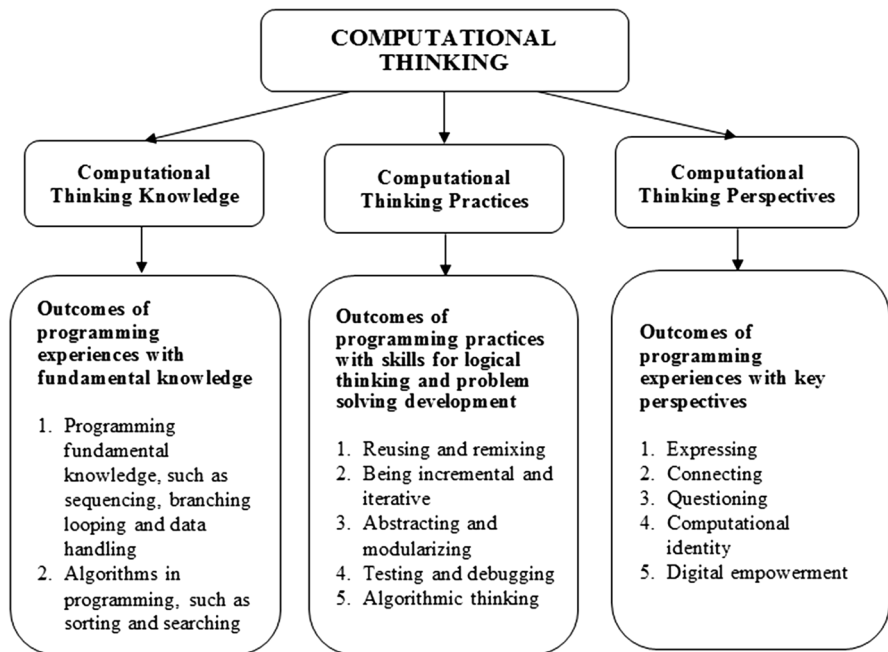 COMPUTATIONAL
THINKING
Computational
Thinking Knowledge
Computational
Thinking Practices
Computational
Thinking Perspectives
Outcomes of
programming
experiences with
fundamental knowledge
1. Programming
fundamental
knowledge, such as
sequencing, branching
looping and data
handling
2. Algorithms in
programming, such as
sorting and searching
Outcomes of
programming practices
with skills for logical
thinking and problem
solving development
1. Reusing and remixing
2. Being incremental and
iterative
3. Abstracting and
modularizing
4. Testing and debugging
5. Algorithmic thinking
Outcomes of
programming
experiences with key
perspectives
1. Expressing
2. Connecting
3. Questioning
4. Computational
identity
5. Digital empowerment